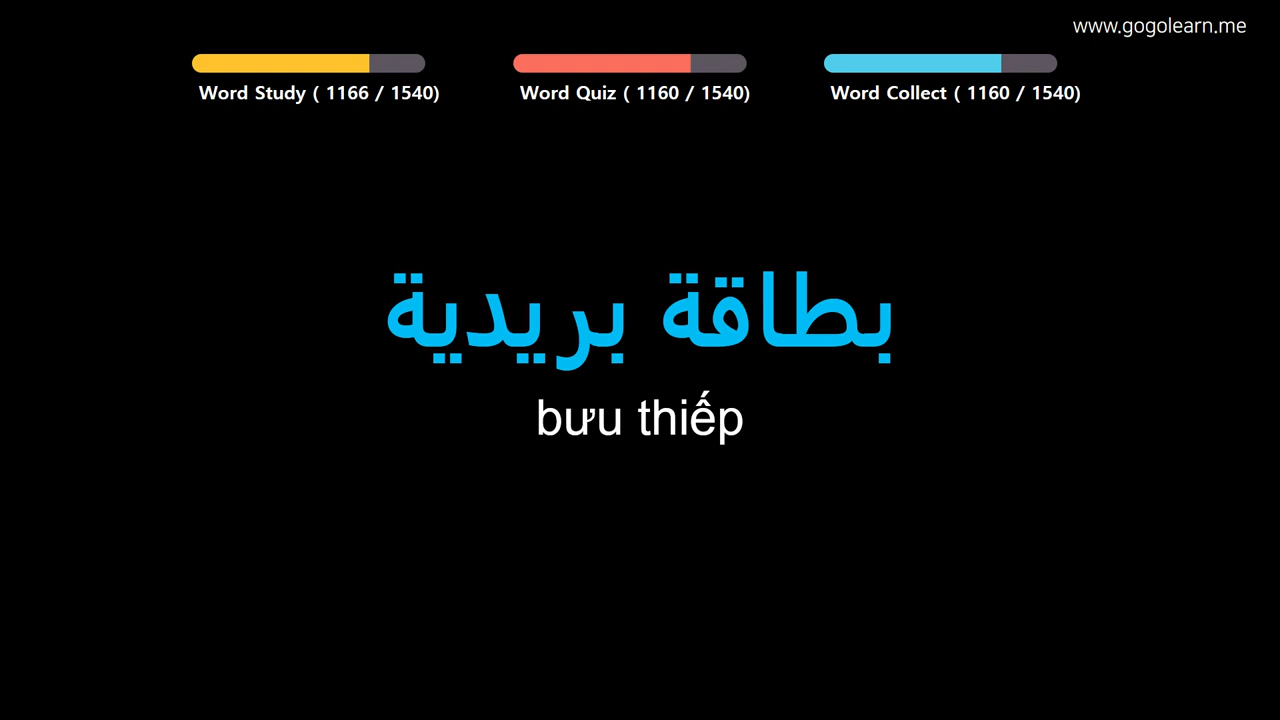 www.gogolearn.me
Word Study ( 1166 / 1540)
Word Quiz ( 1160 / 1540)
Word Collect ( 1160 / 1540)
بطاقة بريدية
bưu thiếp